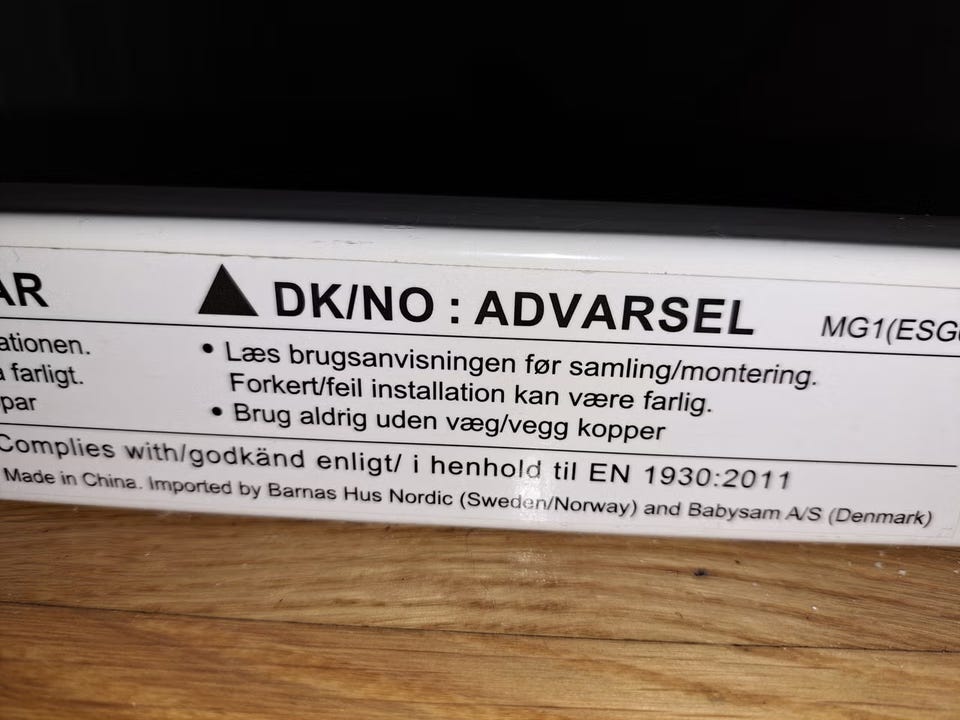 AR
DK/NO : ADVARSEL
MG1(ESG
ationen.
farligt.
par
• Læs brugsanvisningen før samling/montering.
Forkert/feil installation kan være farlig.
• Brug aldrig uden væg/vegg kopper
Complies with/godkänd enligt/ i henhold til EN 1930:2011
Made in China. Imported by Barnas Hus Nordic (Sweden/Norway) and Babysam A/S (Denmark)